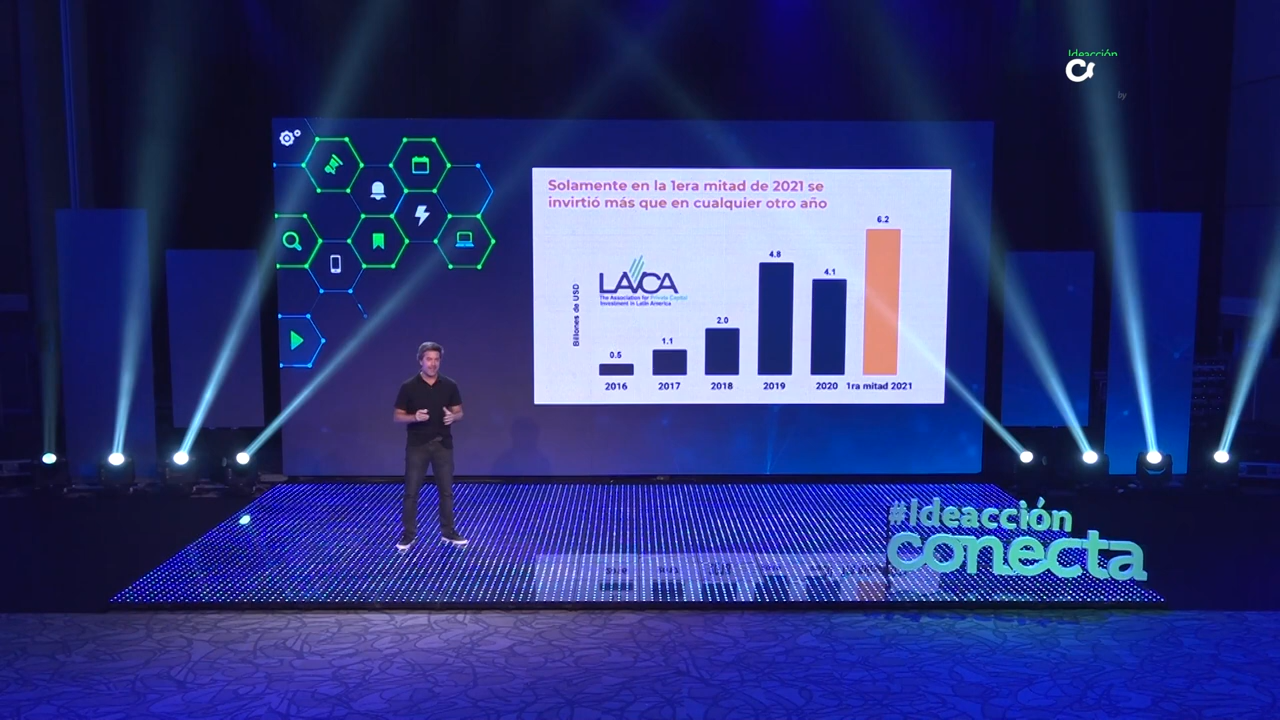 Ideacción
by
Solamente en la 1era mitad de 2021 se
invirtió más que en cualquier otro año
6.2
4.8
4.1
2.0
1.1
0.5
Billones de USD
LAVCA
The Association for Private Capital
Investment in Latin America
2016 2017 2018 2019 2020 1ra mitad 2021
#Ideacción
conecta